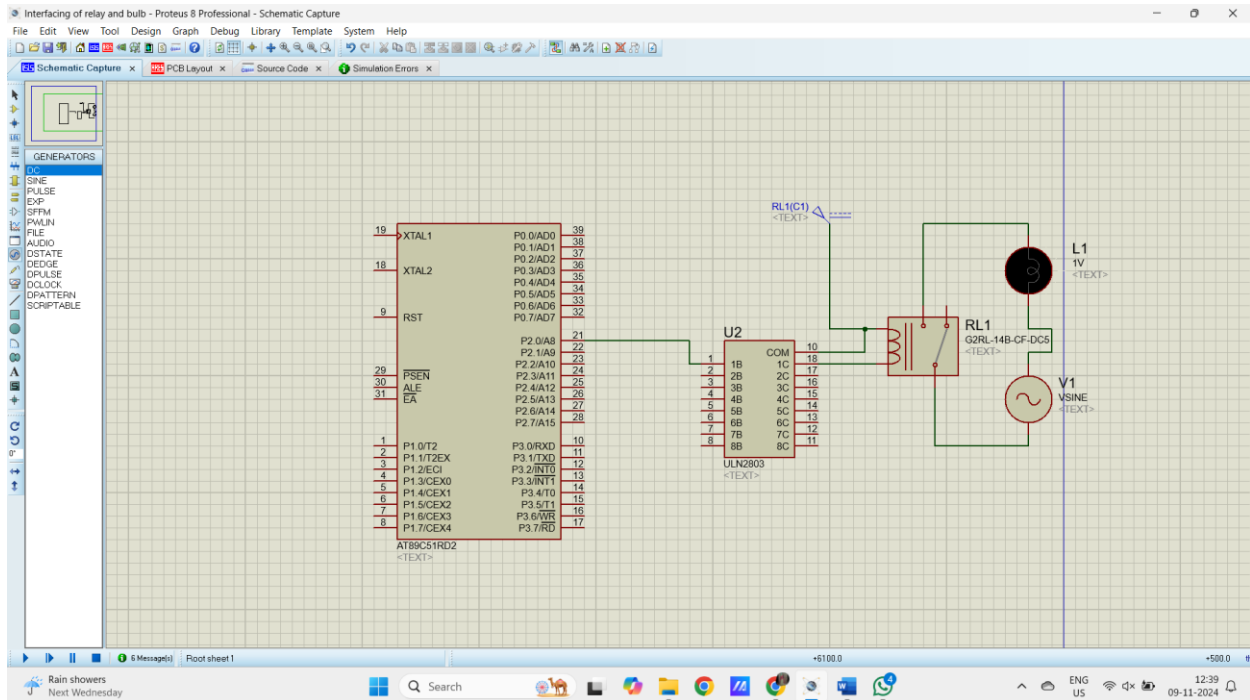 Interfacing of relay and bulb - Proteus 8 Professional - Schematic Capture
File Edit View Tool Design Graph Debug Library Template System Help
Schematic Capture × PCB Layout × Source Code × Simulation Errors ×
GENERATORS
DC
SINE
PULSE
EXP
SFFM
PWLIN
FILE
AUDIO
DSTATE
DEDGE
DPULSE
DCLOCK
DPATTERN
SCRIPTABLE
0°
19 XTAL1
18 XTAL2
9 RST
29 PSEN
30 ALE
31 EA
1 P1.0/T2
2 P1.1/T2EX
3 P1.2/ECI
4 P1.3/CEX0
5 P1.4/CEX1
6 P1.5/CEX2
7 P1.6/CEX3
8 P1.7/CEX4
P0.0/AD0 39
P0.1/AD1 38
P0.2/AD2 37
P0.3/AD3 36
P0.4/AD4 35
P0.5/AD5 34
P0.6/AD6 33
P0.7/AD7 32
P2.0/A8 21
P2.1/A9 22
P2.2/A10 23
P2.3/A11 24
P2.4/A12 25
P2.5/A13 26
P2.6/A14 27
P2.7/A15 28
P3.0/RXD 10
P3.1/TXD 11
P3.2/INT0 12
P3.3/INT1 13
P3.4/T0 14
P3.5/T1 15
P3.6/WR 16
P3.7/RD 17
AT89C51RD2
<TEXT>
U2
1 1B
2 2B
3 3B
4 4B
5 5B
6 6B
7 7B
8 8B
COM 10
1C 18
2C 17
3C 16
4C 15
5C 14
6C 13
7C 12
8C 11
ULN2803
<TEXT>
RL1(C1)
<TEXT>
RL1
G2RL-14B-CF-DC5
<TEXT>
L1
1V
<TEXT>
V1
VSINE
<TEXT>
6 Message(s) Root sheet 1 +6100.0 +500.0
Rain showers
Next Wednesday
Search
4
ENG
US
12:39
09-11-2024